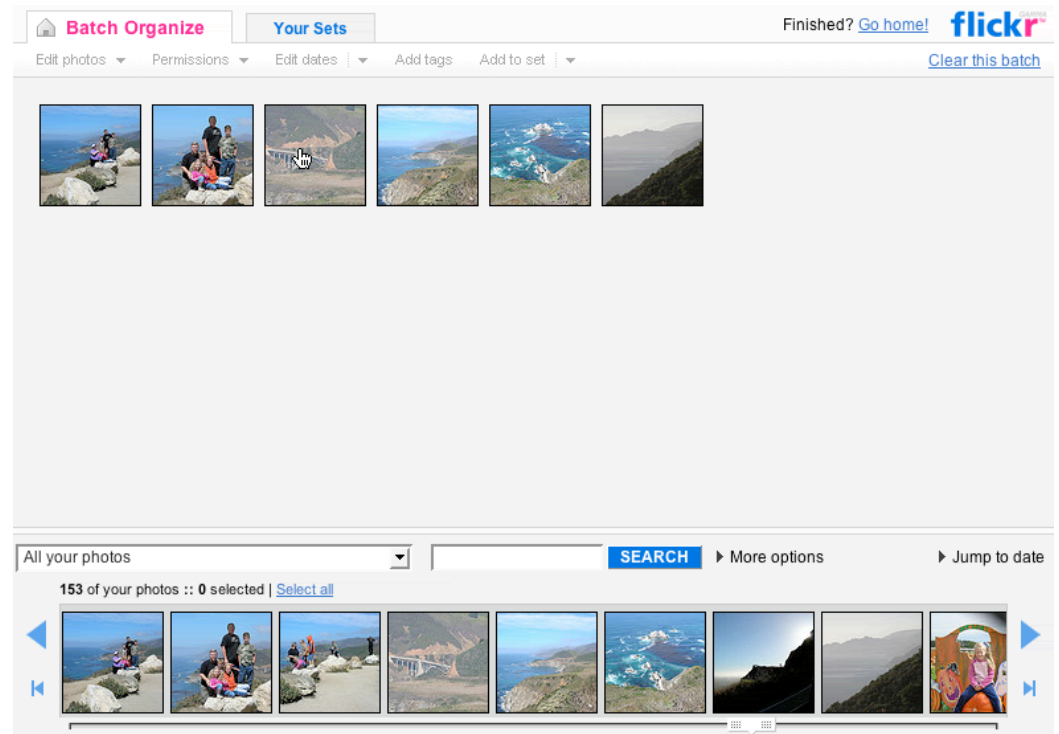 Batch Organize
Your Sets
Finished? Go home!
flickr GAMMA
Edit photos
Permissions
Edit dates
Add tags
Add to set
Clear this batch
All your photos
SEARCH
More options
Jump to date
153 of your photos :: 0 selected | Select all